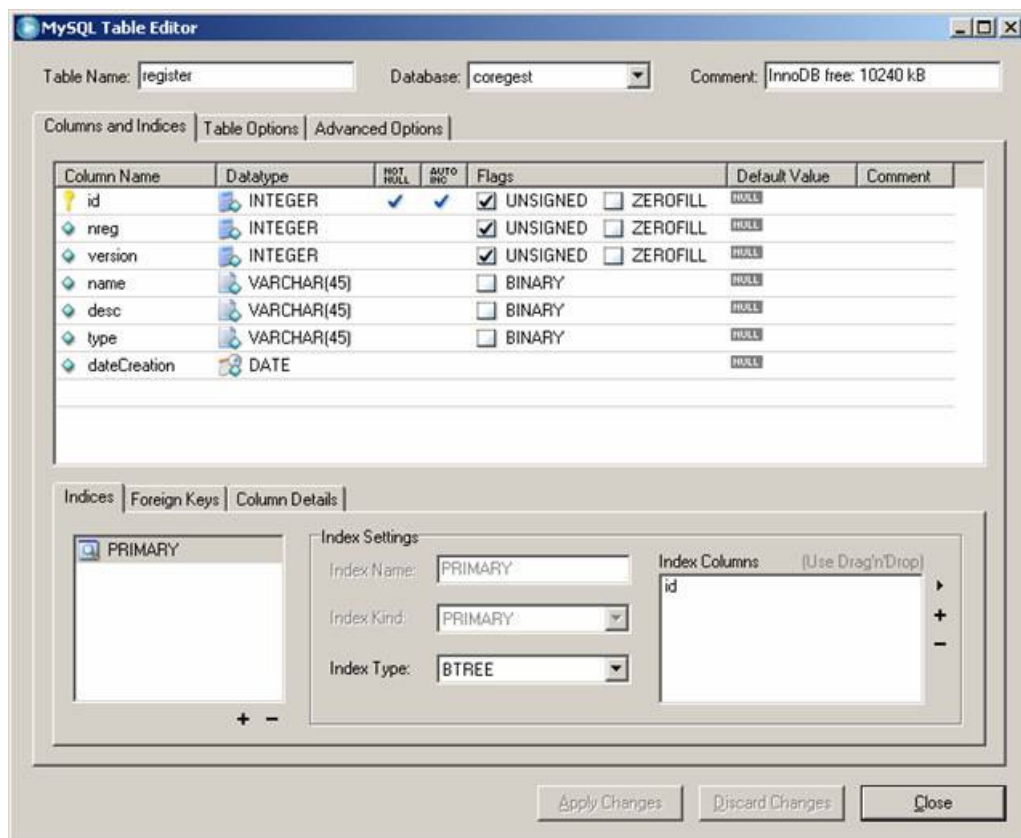 MySQL Table Editor
Table Name: register Database: coregest Comment: InnoDB free: 10240 kB
Columns and Indices Table Options Advanced Options
Column Name Datatype NOT NULL AUTO INC Flags Default Value Comment
id INTEGER UNSIGNED ZEROFILL NULL
nreg INTEGER UNSIGNED ZEROFILL NULL
version INTEGER UNSIGNED ZEROFILL NULL
name VARCHAR(45) BINARY NULL
desc VARCHAR(45) BINARY NULL
type VARCHAR(45) BINARY NULL
dateCreation DATE NULL
Indices Foreign Keys Column Details
PRIMARY
Index Settings
Index Name: PRIMARY
Index Kind: PRIMARY
Index Type: BTREE
Index Columns (Use Drag'n'Drop)
id
Apply Changes Discard Changes Close